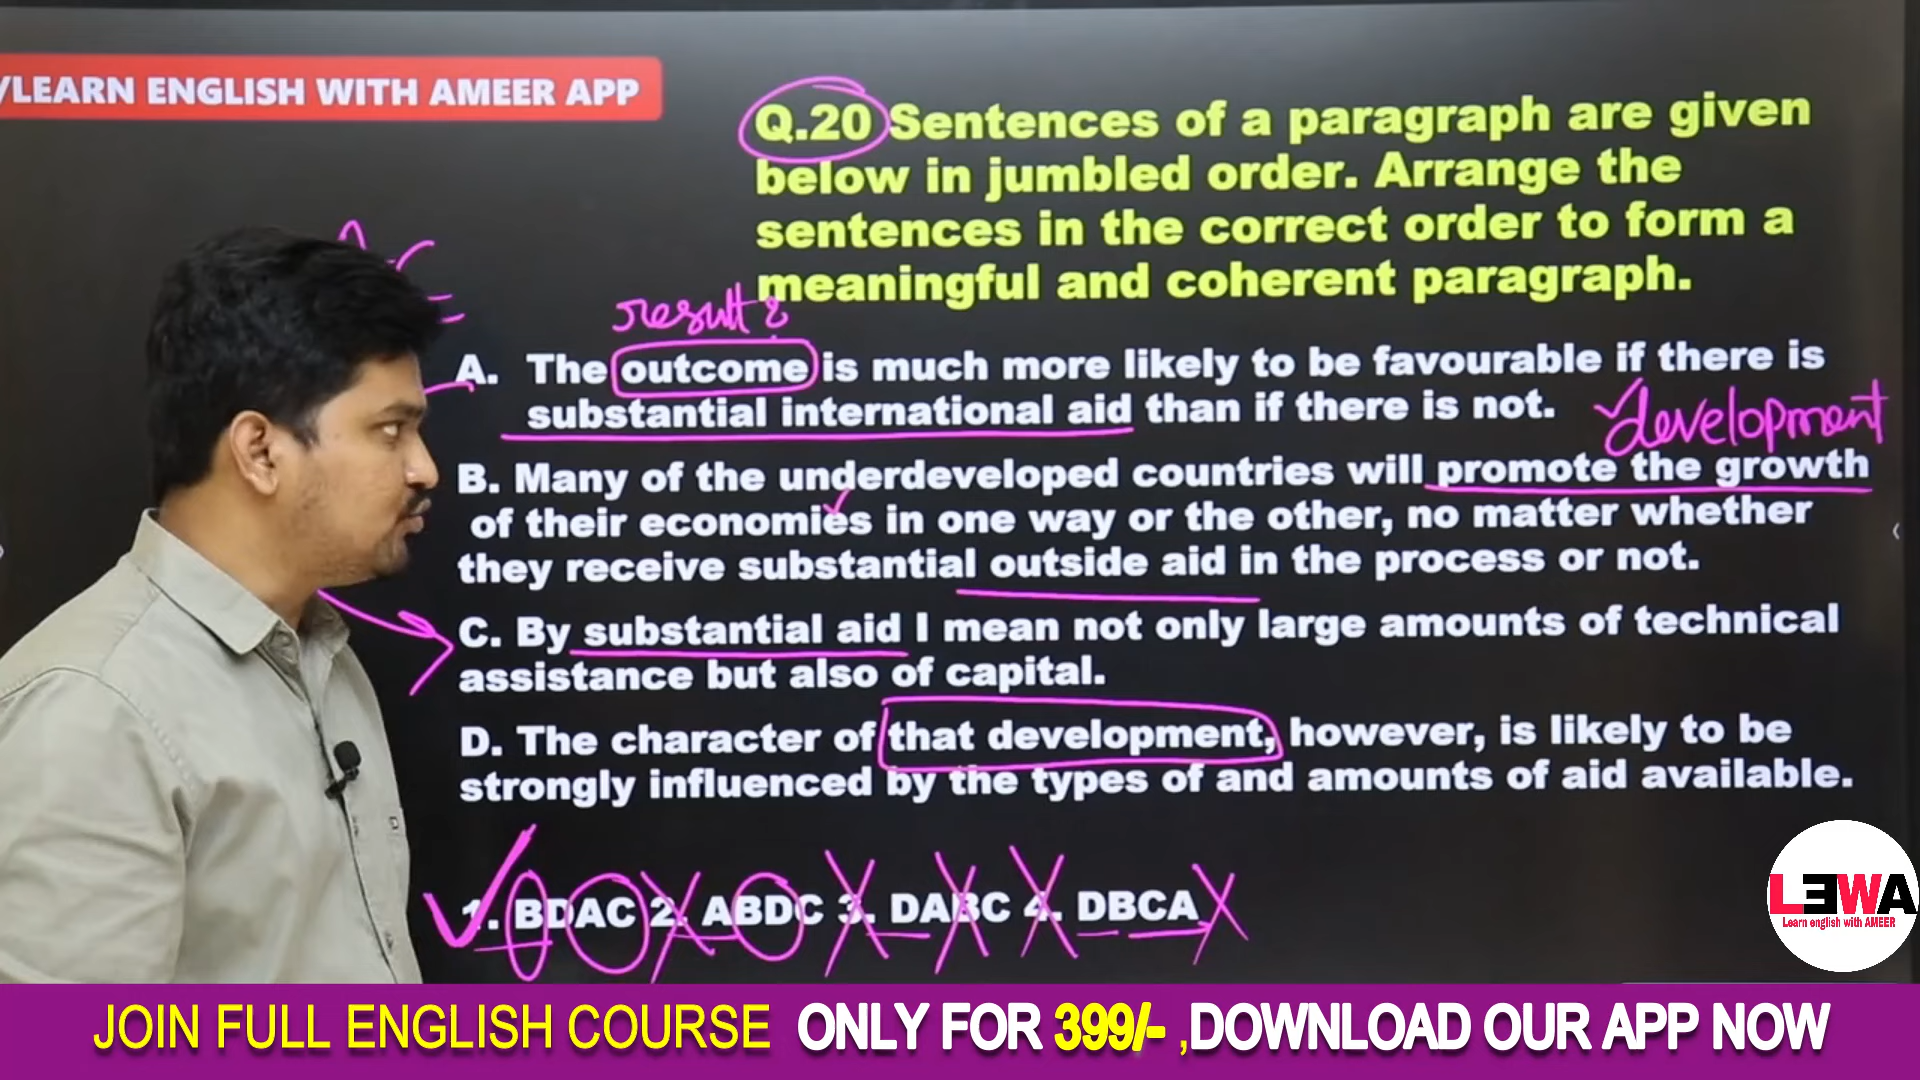 /LEARN ENGLISH WITH AMEER APP
Q.20 Sentences of a paragraph are given
below in jumbled order. Arrange the
sentences in the correct order to form a
meaningful and coherent paragraph.
result
A. The outcome is much more likely to be favourable if there is
substantial international aid than if there is not.
development
B. Many of the underdeveloped countries will promote the growth
of their economies in one way or the other, no matter whether
they receive substantial outside aid in the process or not.
C. By substantial aid I mean not only large amounts of technical
assistance but also of capital.
D. The character of that development, however, is likely to be
strongly influenced by the types of and amounts of aid available.
1. BDAC 2. ABDC 3. DABC 4. DBCA
LEWA
Learn english with AMEER
JOIN FULL ENGLISH COURSE ONLY FOR 399/- ,DOWNLOAD OUR APP NOW